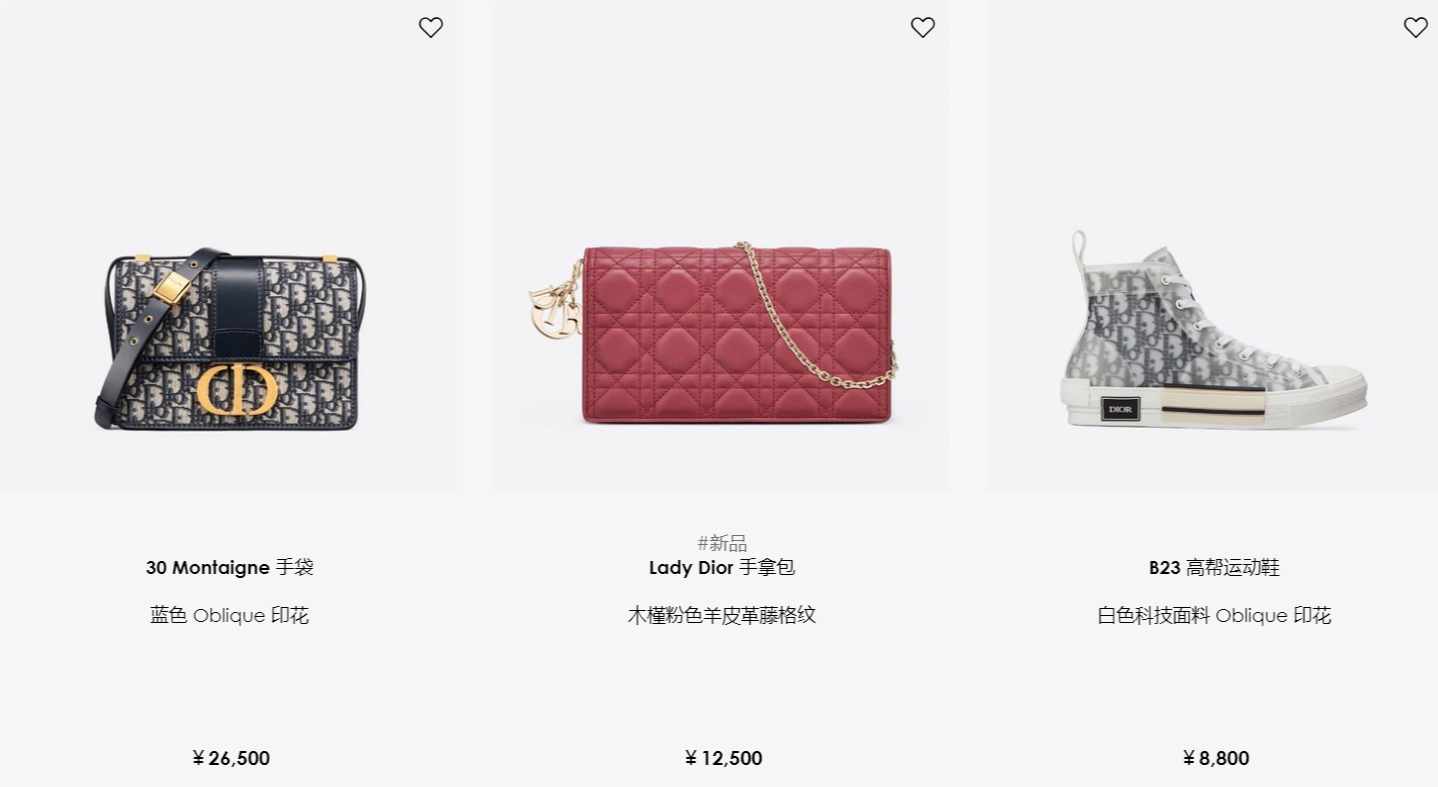 DIOR
30 Montaigne 手袋
蓝色 Oblique 印花
￥26,500
#新品
Lady Dior 手拿包
木槿粉色羊皮革藤格纹
￥12,500
B23 高帮运动鞋
白色科技面料 Oblique 印花
￥8,800